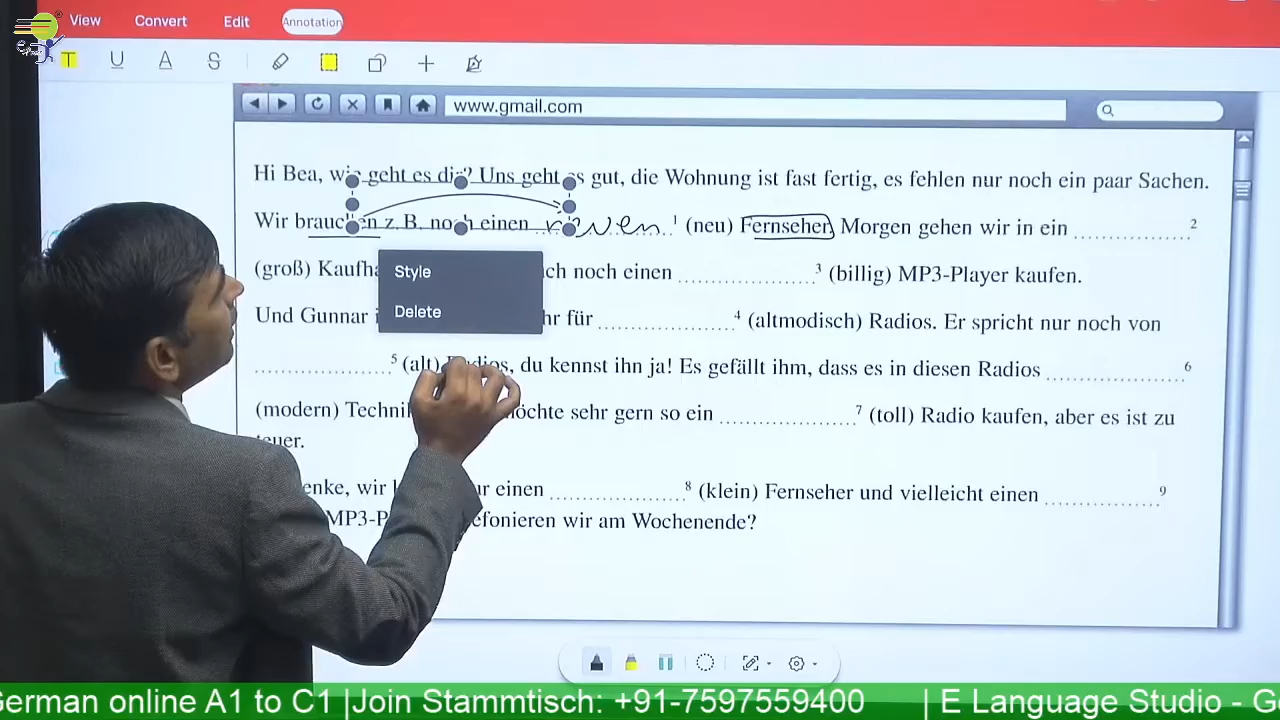 View Convert Edit Annotation
T U A S
www.gmail.com
Hi Bea, wie geht es dir? Uns geht es gut, die Wohnung ist fast fertig, es fehlen nur noch ein paar Sachen.
Wir brauchen z.B. noch einen ............. ¹ (neu) Fernseher. Morgen gehen wir in ein ............. ²
(groß) Kaufha ch noch einen ............. ³ (billig) MP3-Player kaufen.
Und Gunnar hr für ............. ⁴ (altmodisch) Radios. Er spricht nur noch von
............. ⁵ (alt) Radios, du kennst ihn ja! Es gefällt ihm, dass es in diesen Radios ............. ⁶
(modern) Techni möchte sehr gern so ein ............. ⁷ (toll) Radio kaufen, aber es ist zu
teuer.
enke, wir ur einen ............. ⁸ (klein) Fernseher und vielleicht einen ............. ⁹
MP3-P efonieren wir am Wochenende?
Style
Delete
German online A1 to C1 |Join Stammtisch: +91-7597559400 | E Language Studio - Ge